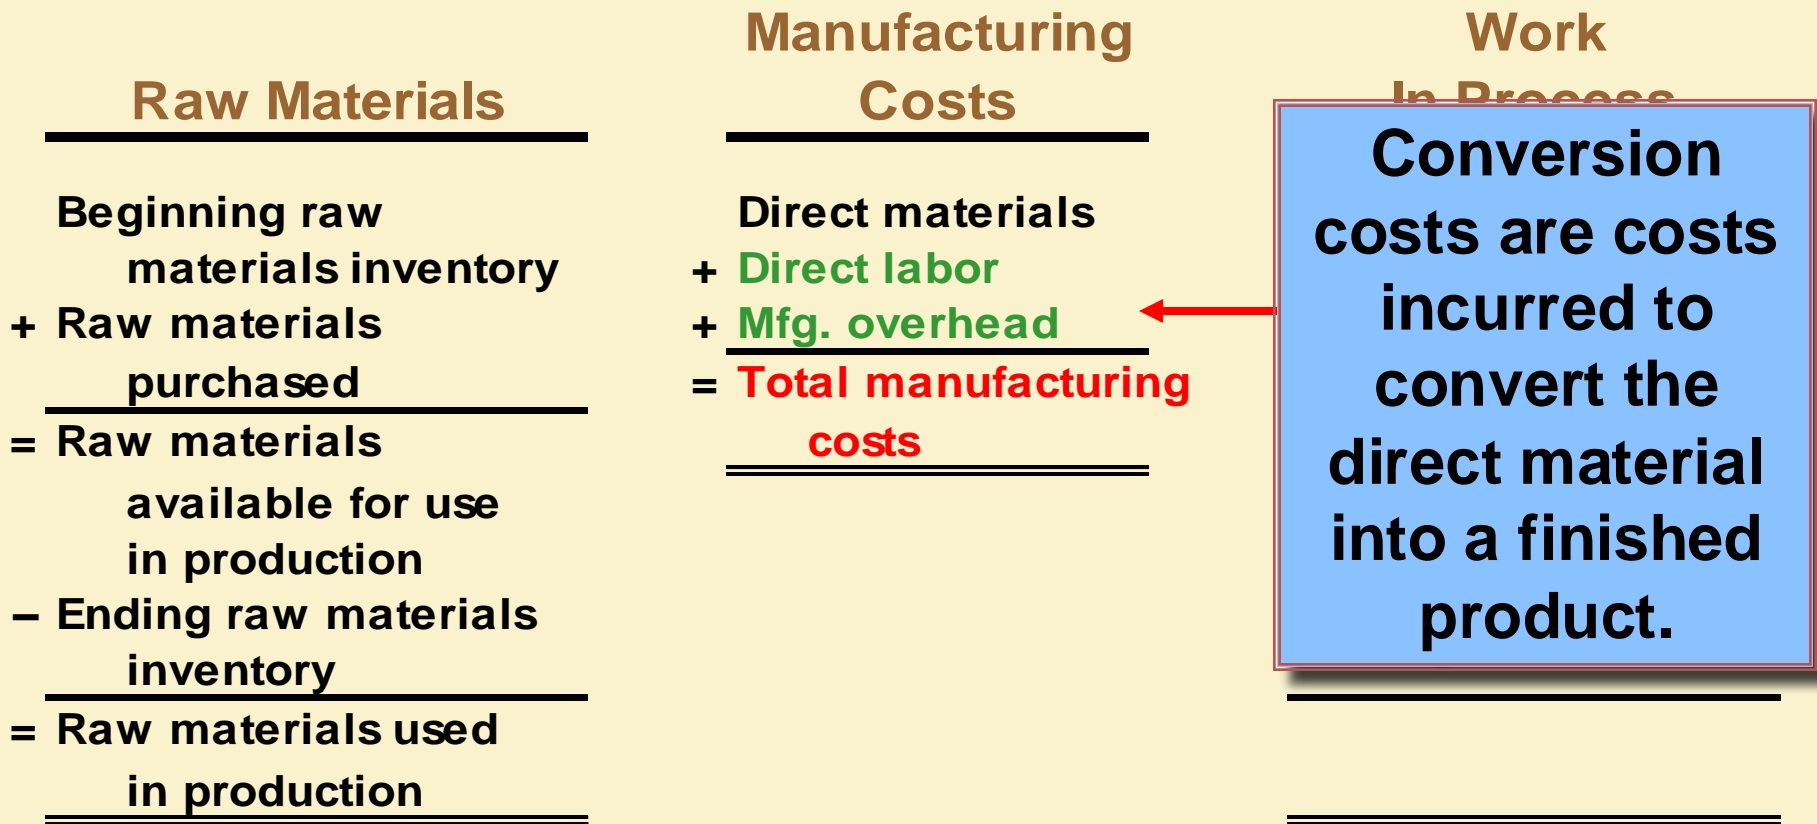 Raw Materials
Beginning raw
materials inventory
+ Raw materials
purchased
= Raw materials
available for use
in production
– Ending raw materials
inventory
= Raw materials used
in production
Manufacturing
Costs
Direct materials
+ Direct labor
+ Mfg. overhead
= Total manufacturing
costs
Work
In Process
Conversion
costs are costs
incurred to
convert the
direct material
into a finished
product.